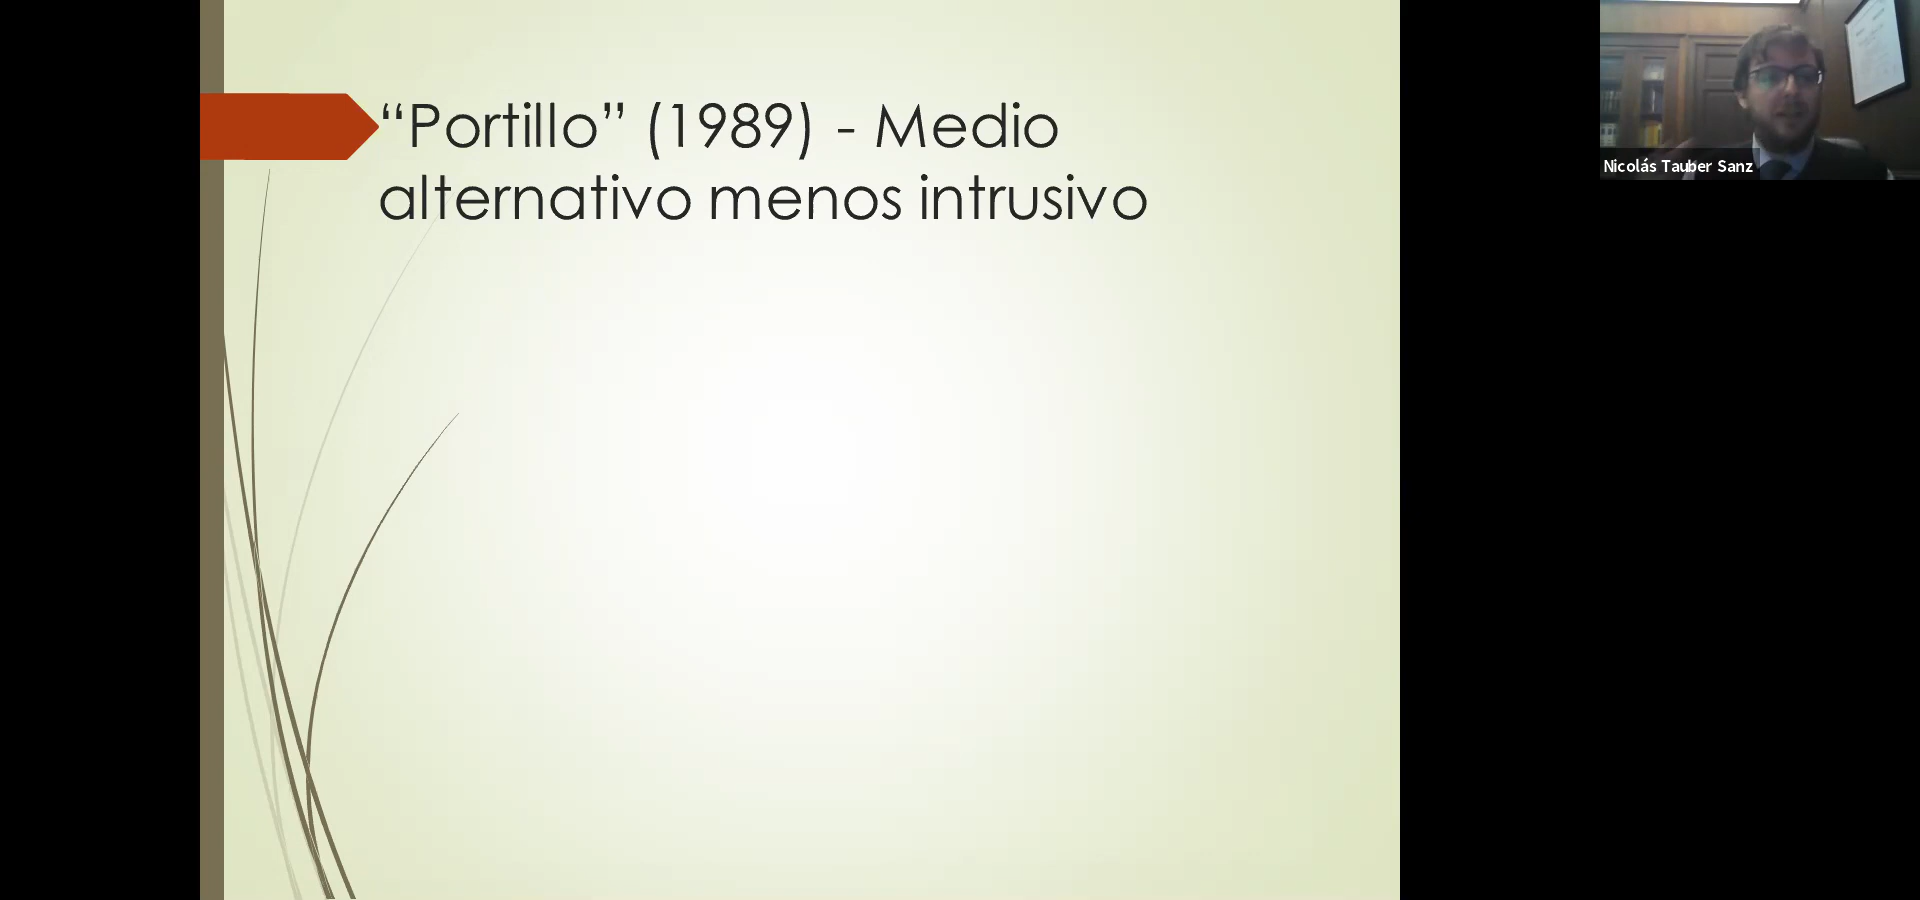 “Portillo” (1989) - Medio
alternativo menos intrusivo
Nicolás Tauber Sanz